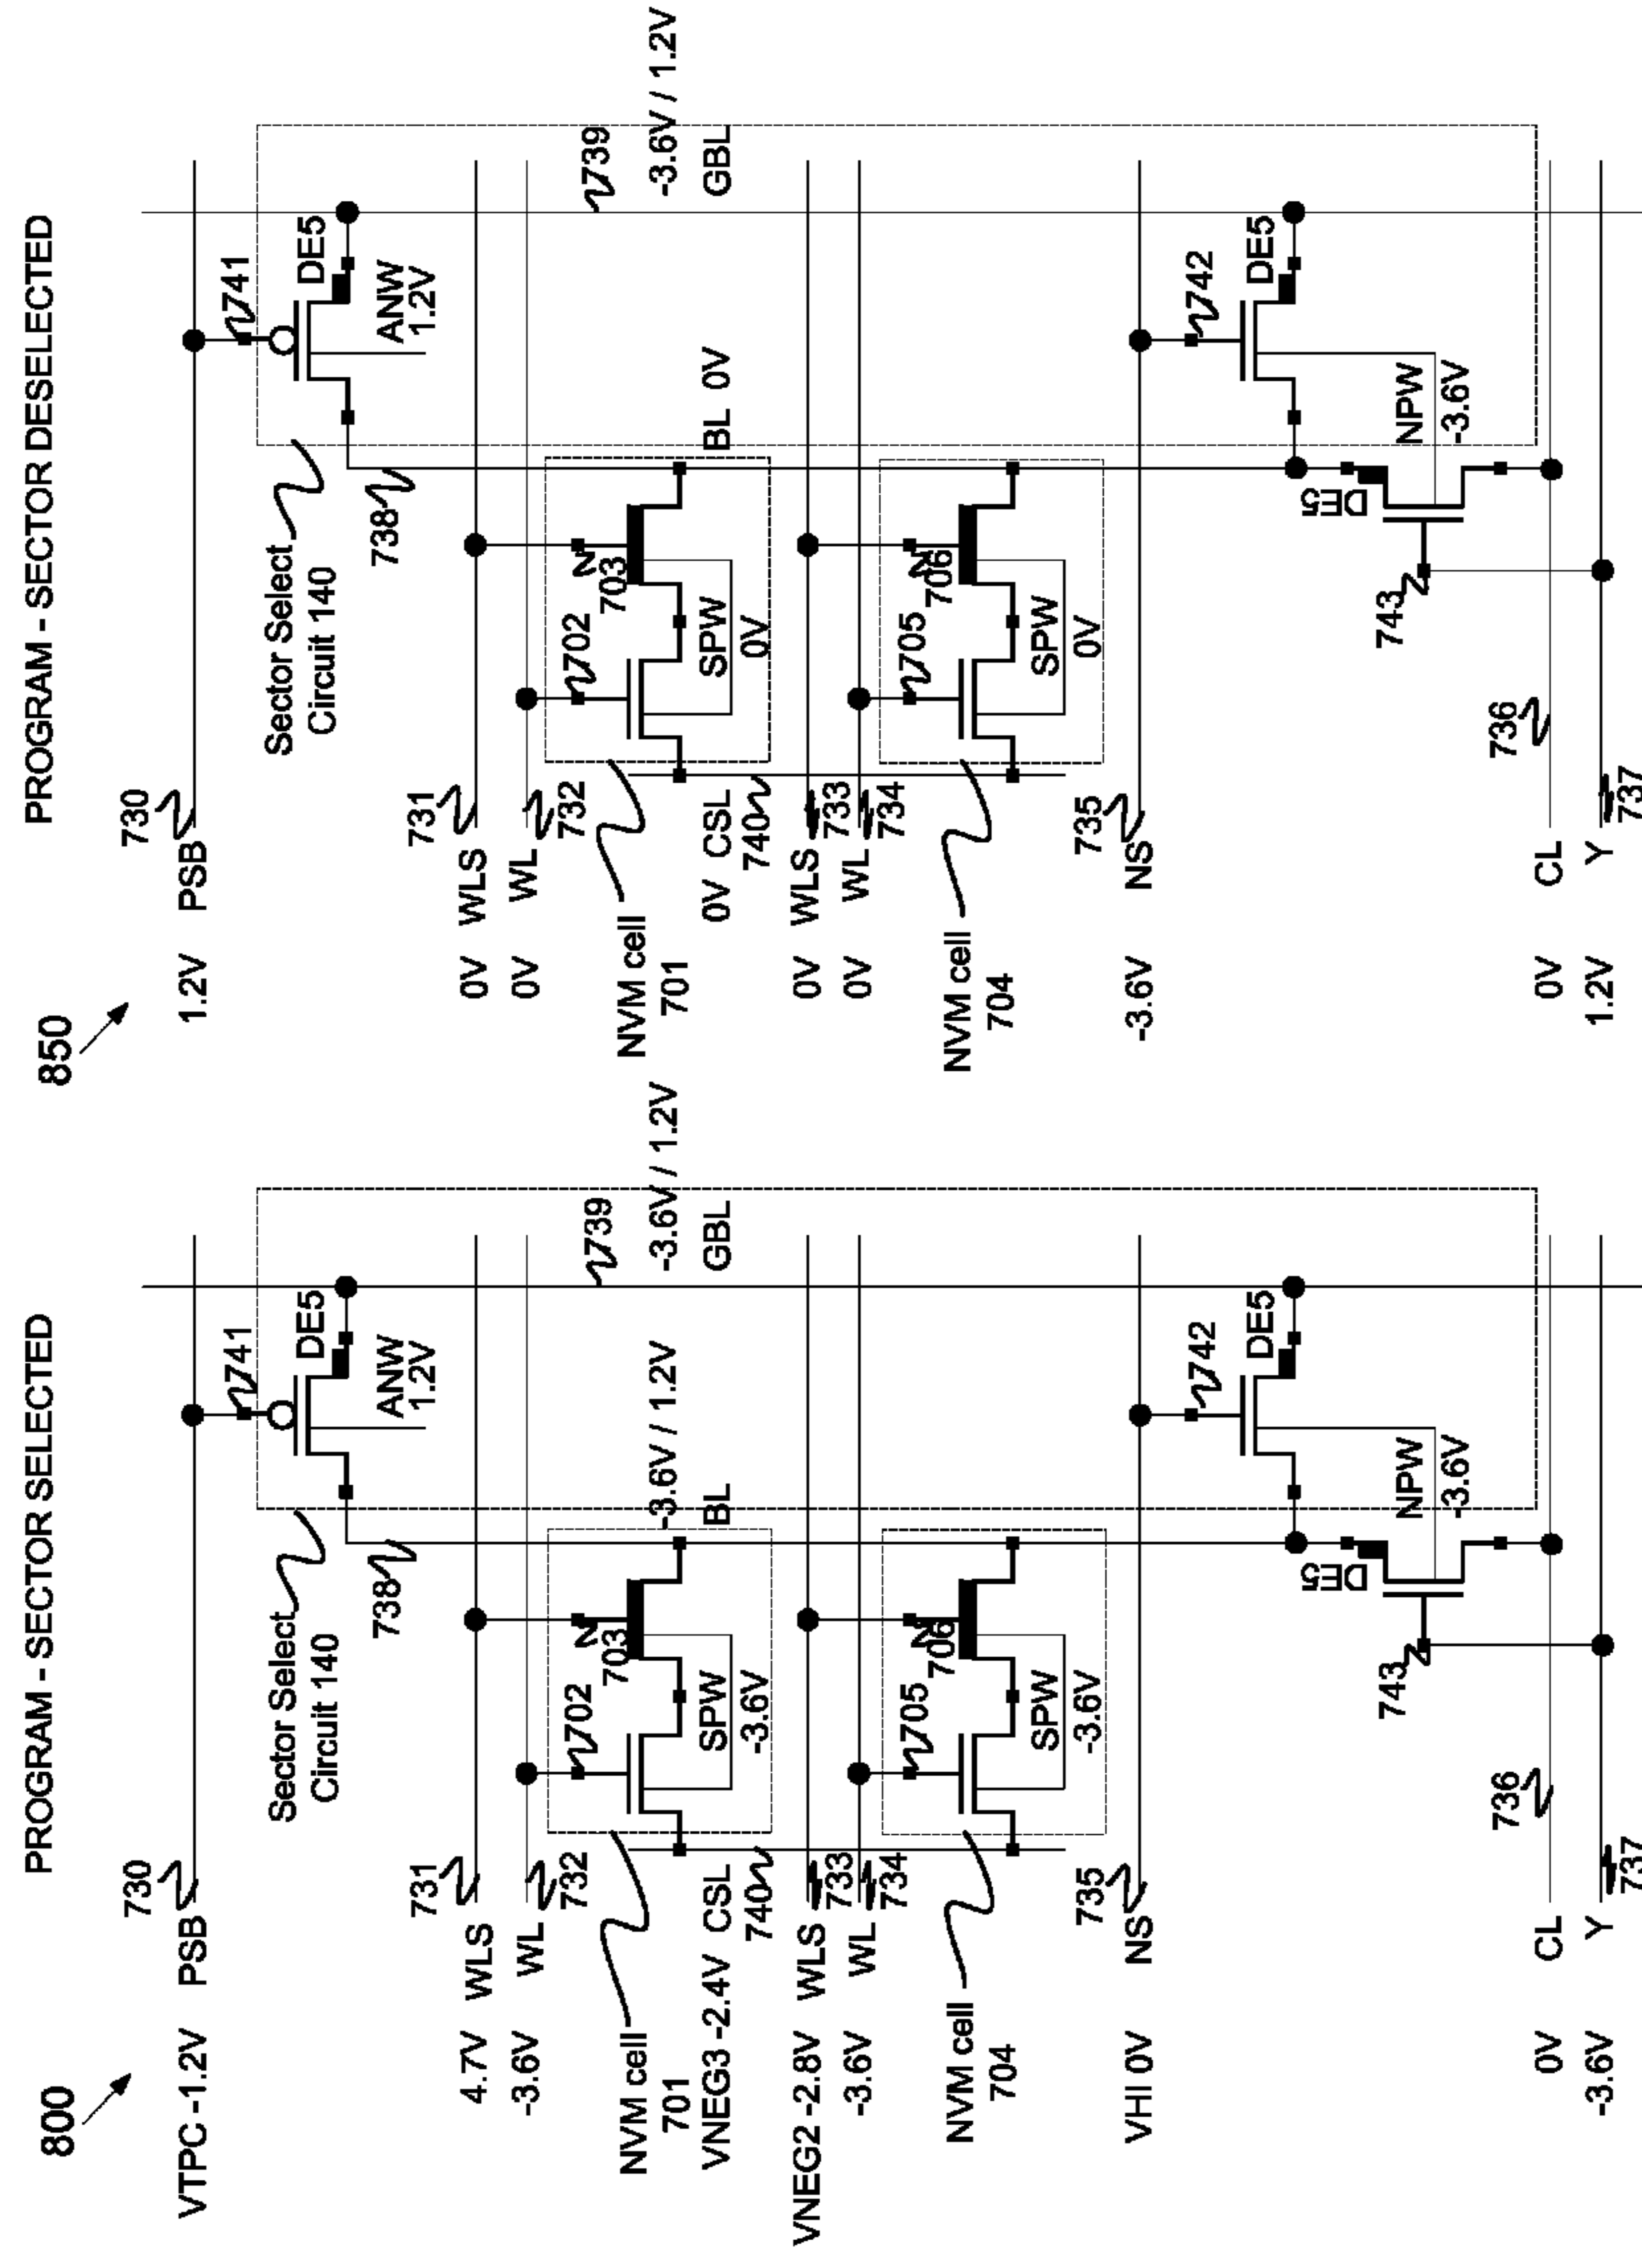 800
PROGRAM - SECTOR SELECTED
730
VTPC -1.2V PSB
741
Sector Select
Circuit 140
DE5
ANW
1.2V
738
731
4.7V WLS
-3.6V WL
732
702
703
NVM cell
701
SPW
-3.6V
-3.6V / 1.2V
BL
739
-3.6V / 1.2V
GBL
VNEG3 -2.4V CSL
740
VNEG2 -2.8V WLS
733
-3.6V WL
734
705
706
NVM cell
704
SPW
-3.6V
735
VHI 0V NS
742
DE5
NPW
-3.6V
DE5
743
736
0V CL
-3.6V Y
737
850
PROGRAM - SECTOR DESELECTED
730
1.2V PSB
741
Sector Select
Circuit 140
DE5
ANW
1.2V
738
731
0V WLS
0V WL
732
702
703
NVM cell
701
SPW
0V
BL 0V
739
-3.6V / 1.2V
GBL
0V CSL
740
0V WLS
733
0V WL
734
705
706
NVM cell
704
SPW
0V
735
-3.6V NS
742
DE5
NPW
-3.6V
DE5
743
736
0V CL
1.2V Y
737